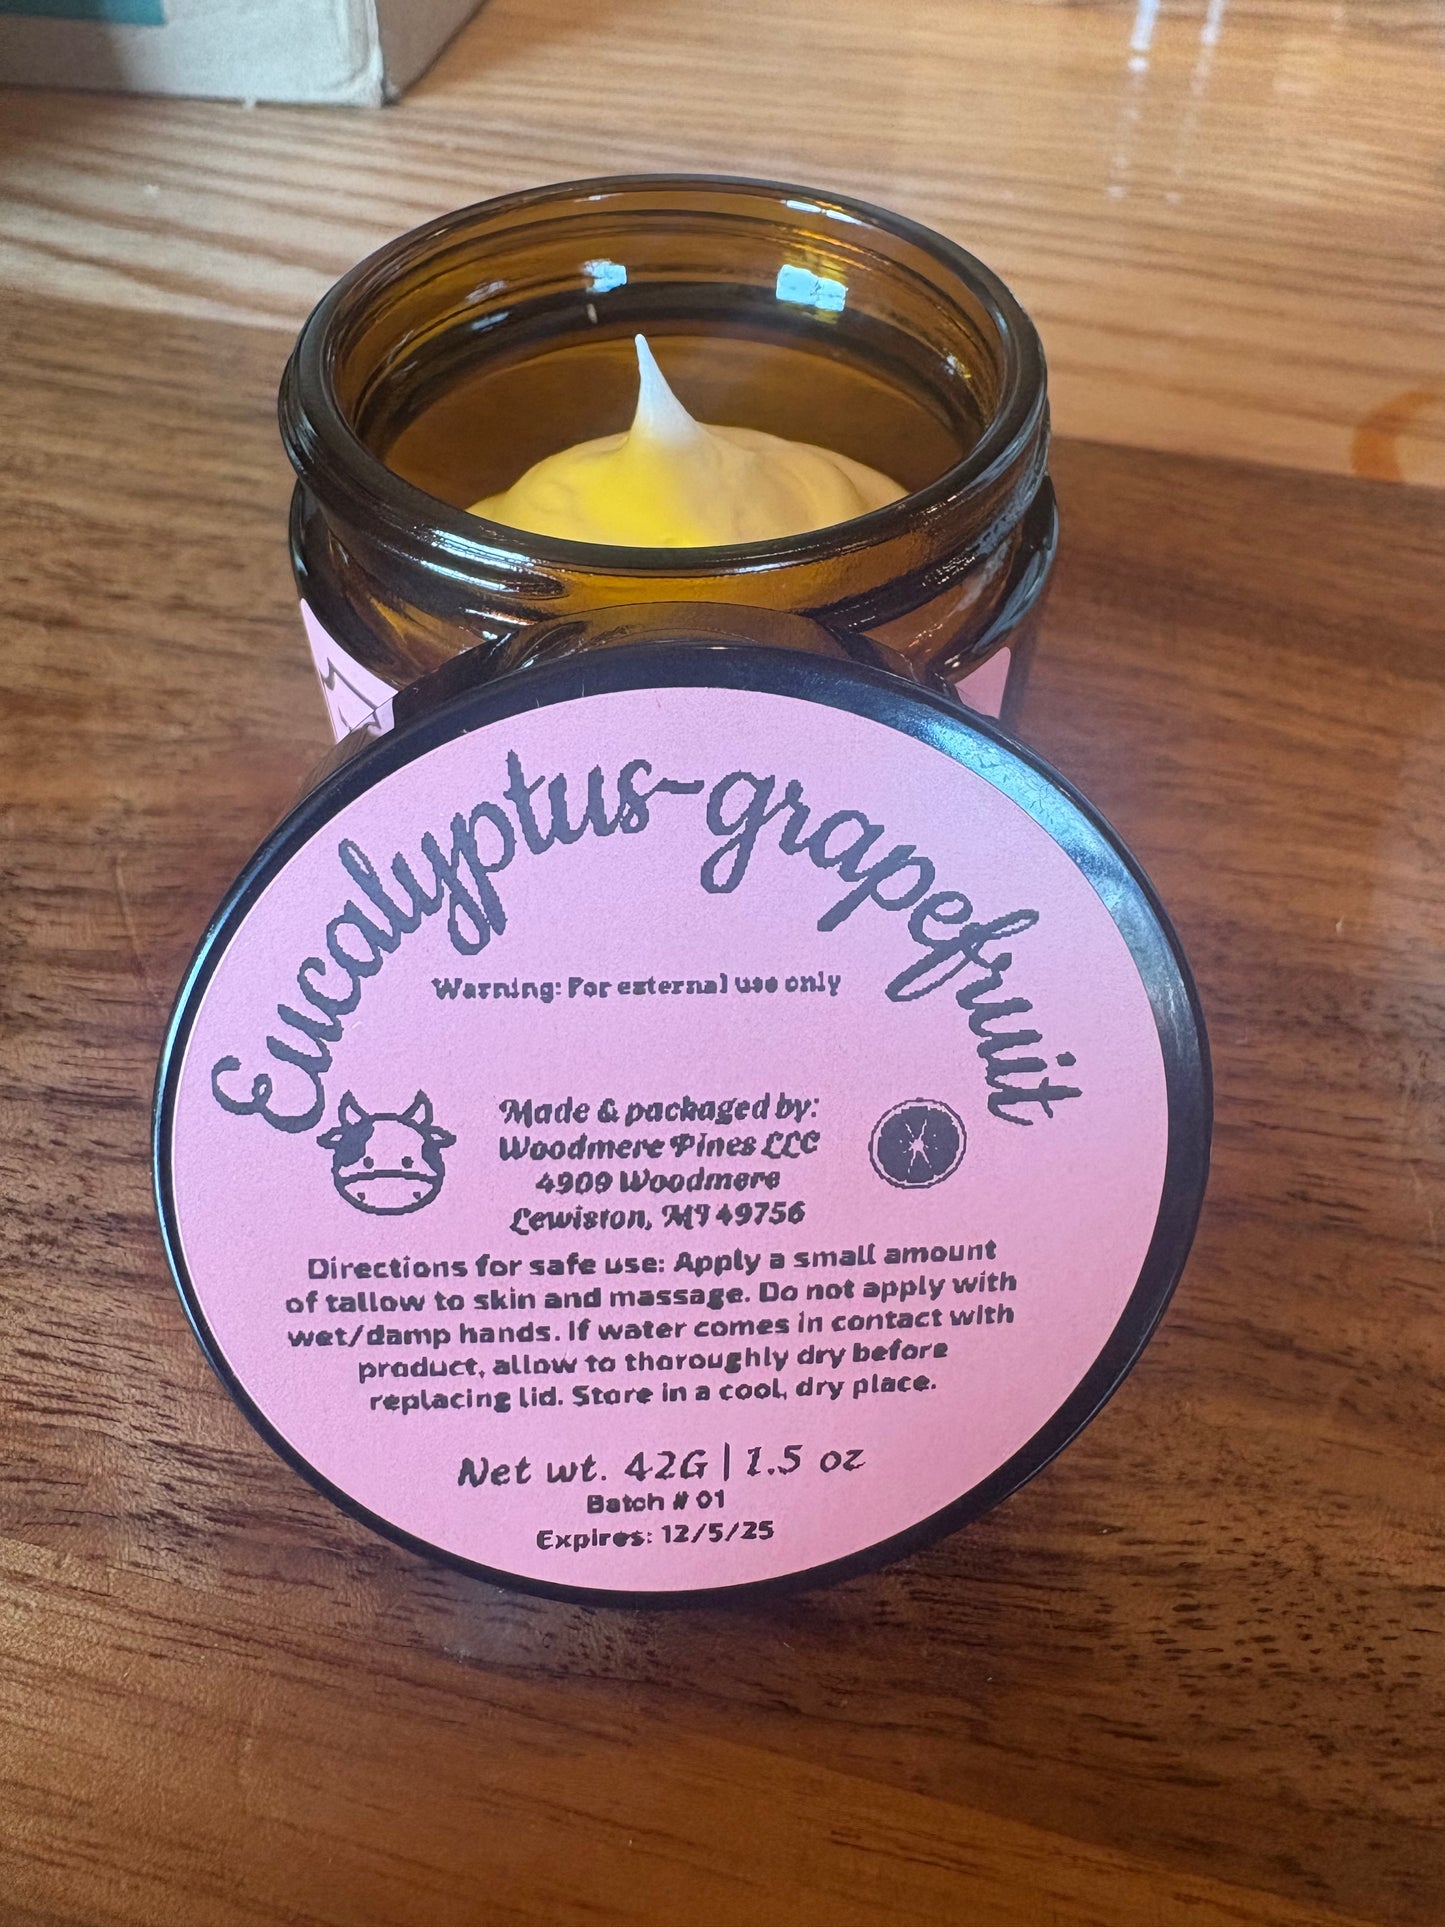 Eucalyptus-grapefruit
Warning: For external use only
Made & packaged by:
Woodmere Pines LLC
4909 Woodmere
Lewiston, MI 49756
Directions for safe use: Apply a small amount
of tallow to skin and massage. Do not apply with
wet/damp hands. If water comes in contact with
product, allow to thoroughly dry before
replacing lid. Store in a cool, dry place.
Net wt. 42G | 1.5 oz
Batch # 01
Expires: 12/5/25